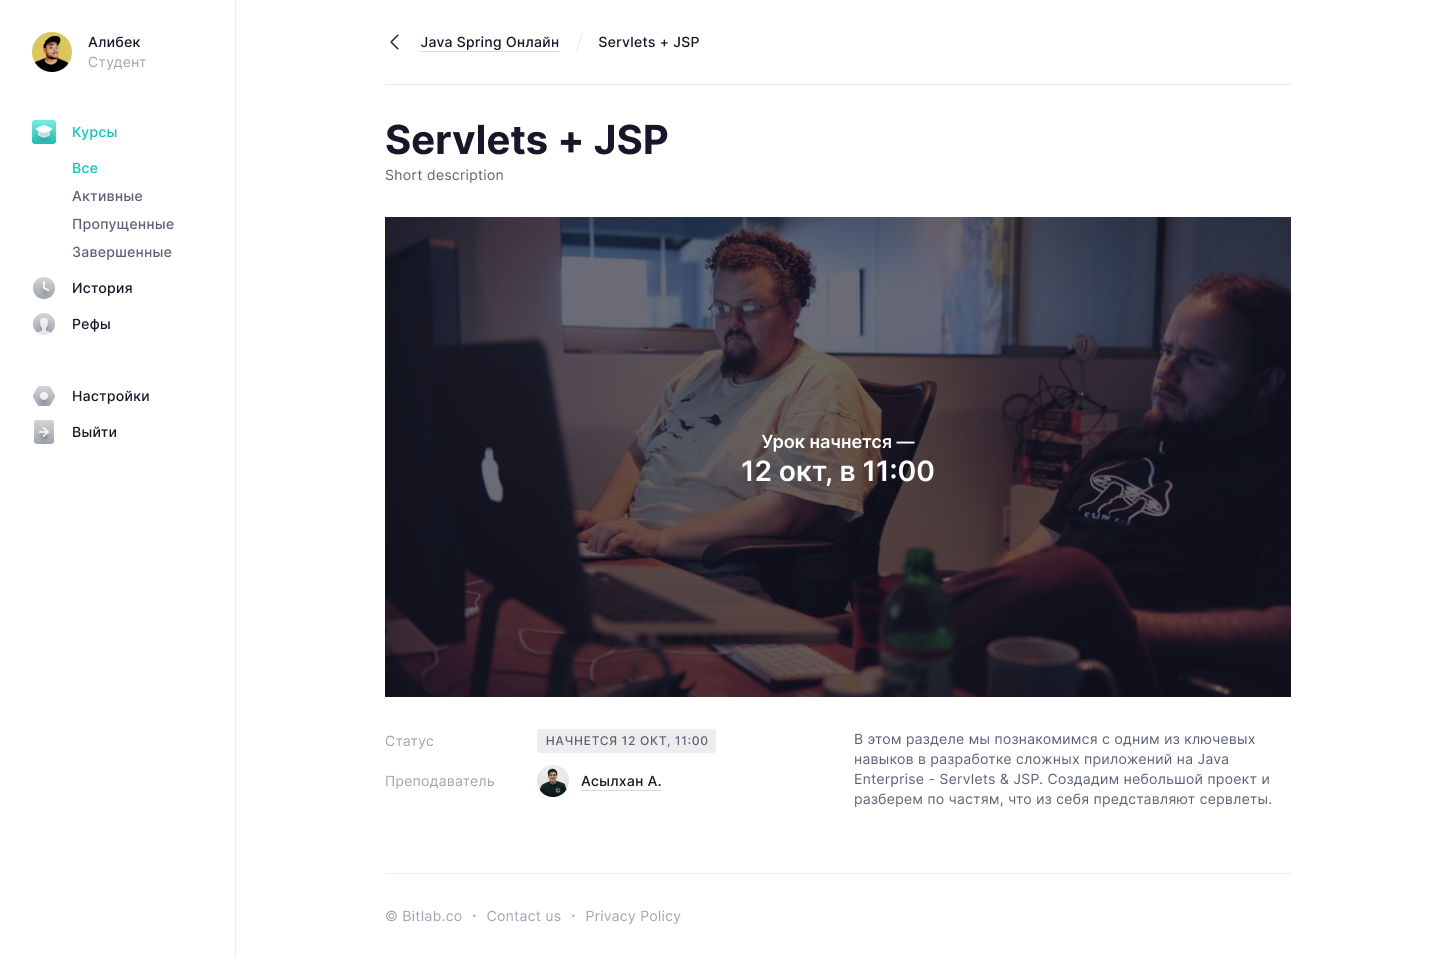 Алибек
Студент
Курсы
Все
Активные
Пропущенные
Завершенные
История
Рефы
Настройки
Выйти
Java Spring Онлайн / Servlets + JSP
Servlets + JSP
Short description
Урок начнется —
12 окт, в 11:00
Статус НАЧНЕТСЯ 12 ОКТ, 11:00
Преподаватель Асылхан А.
В этом разделе мы познакомимся с одним из ключевых
навыков в разработке сложных приложений на Java
Enterprise - Servlets & JSP. Создадим небольшой проект и
разберем по частям, что из себя представляют сервлеты.
© Bitlab.co · Contact us · Privacy Policy